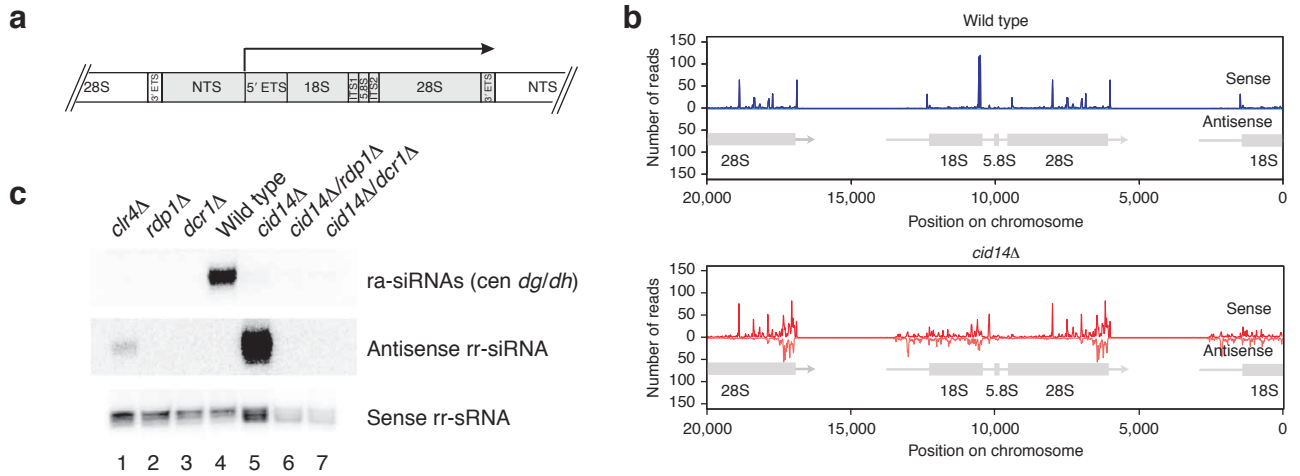 a
28S
3′ ETS
NTS
5′ ETS
18S
ITS1
5.8S
ITS2
28S
3′ ETS
NTS
b
Wild type
Number of reads
150
100
50
0
50
100
150
Sense
Antisense
28S
18S
5.8S
28S
18S
20,000
15,000
10,000
5,000
0
Position on chromosome
cid14Δ
Number of reads
150
100
50
0
50
100
150
Sense
Antisense
28S
18S
5.8S
28S
18S
20,000
15,000
10,000
5,000
0
Position on chromosome
c
clr4Δ
rdp1Δ
dcr1Δ
Wild type
cid14Δ
cid14Δ/rdp1Δ
cid14Δ/dcr1Δ
ra-siRNAs (cen dg/dh)
Antisense rr-siRNA
Sense rr-sRNA
1 2 3 4 5 6 7